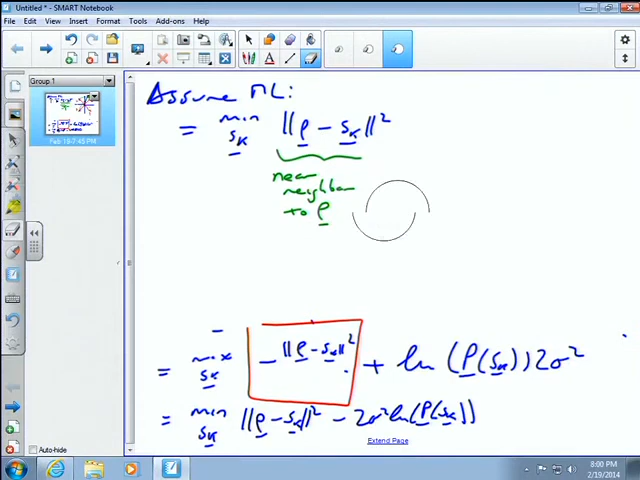 Untitled * - SMART Notebook
File Edit View Insert Format Tools Add-ons Help
Group 1
Feb 19-7:45 PM
Assume ML:
= min ||ρ - s_k||²
s_k
near
neighbor
to ρ
= max -||ρ - s_k||² + ln (P(s_k)) 2σ²
s_k
= min ||ρ - s_k||² - 2σ² ln(P(s_k))
s_k
Extend Page
Auto-hide
8:00 PM
2/19/2014